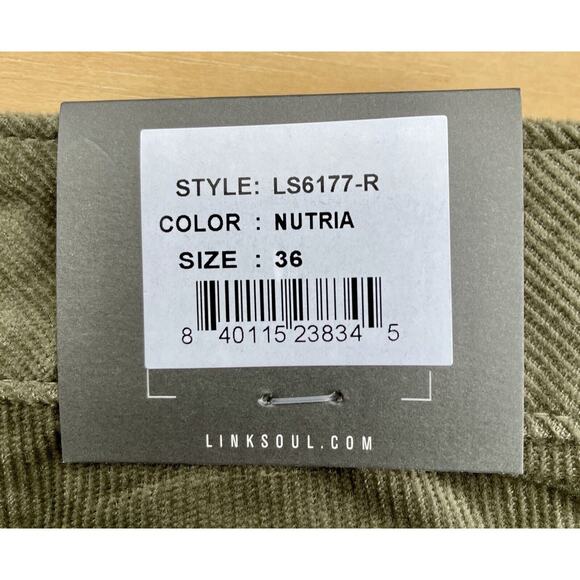 STYLE: LS6177-R
COLOR : NUTRIA
SIZE : 36
8 40115 23834 5
LINKSOUL.COM